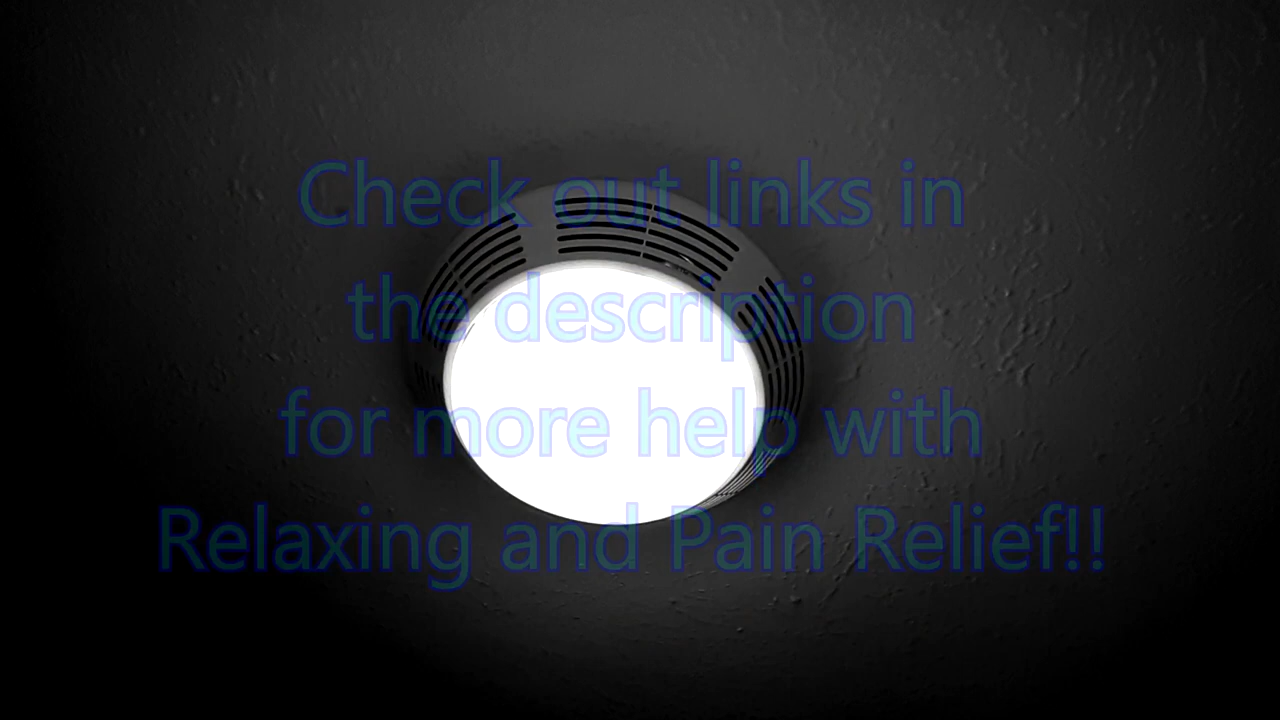 Check out links in
the description
for more help with
Relaxing and Pain Relief!!